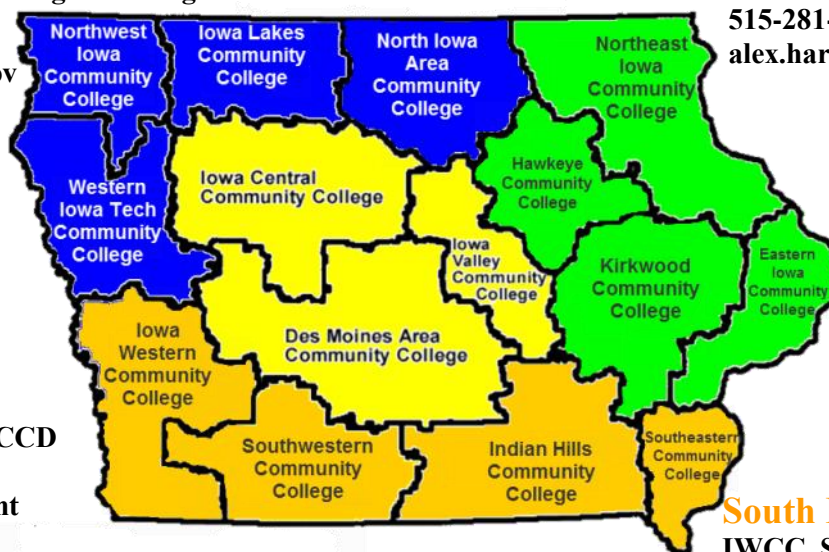 515-281-
alex.har
ov
Northwest
Iowa
Community
College
Iowa Lakes
Community
College
North Iowa
Area
Community
College
Northeast
Iowa
Community
College
Western
Iowa Tech
Community
College
Iowa Central
Community College
Hawkeye
Community
College
Iowa
Valley
Community
College
Kirkwood
Community
College
Eastern
Iowa
Community
College
Iowa
Western
Community
College
Des Moines Area
Community College
Southwestern
Community
College
Indian Hills
Community
College
Southeastern
Community
College
CCD
nt
South
IWCC, S